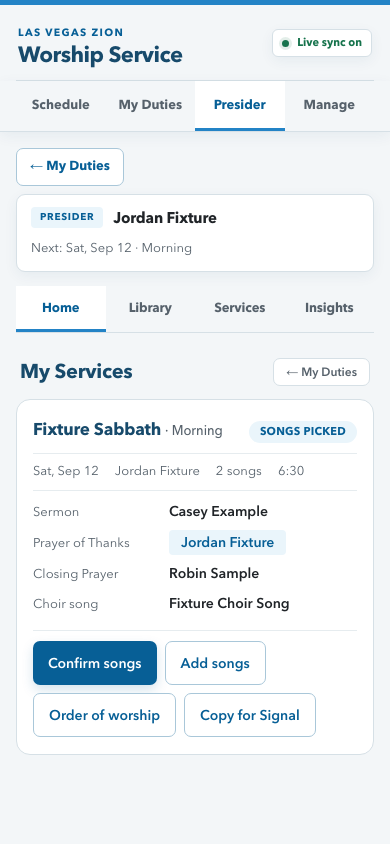 LAS VEGAS ZION
Worship Service
Live sync on
Schedule My Duties Presider Manage
← My Duties
PRESIDER Jordan Fixture
Next: Sat, Sep 12 · Morning
Home Library Services Insights
My Services ← My Duties
Fixture Sabbath · Morning SONGS PICKED
Sat, Sep 12 Jordan Fixture 2 songs 6:30
Sermon Casey Example
Prayer of Thanks Jordan Fixture
Closing Prayer Robin Sample
Choir song Fixture Choir Song
Confirm songs Add songs
Order of worship Copy for Signal